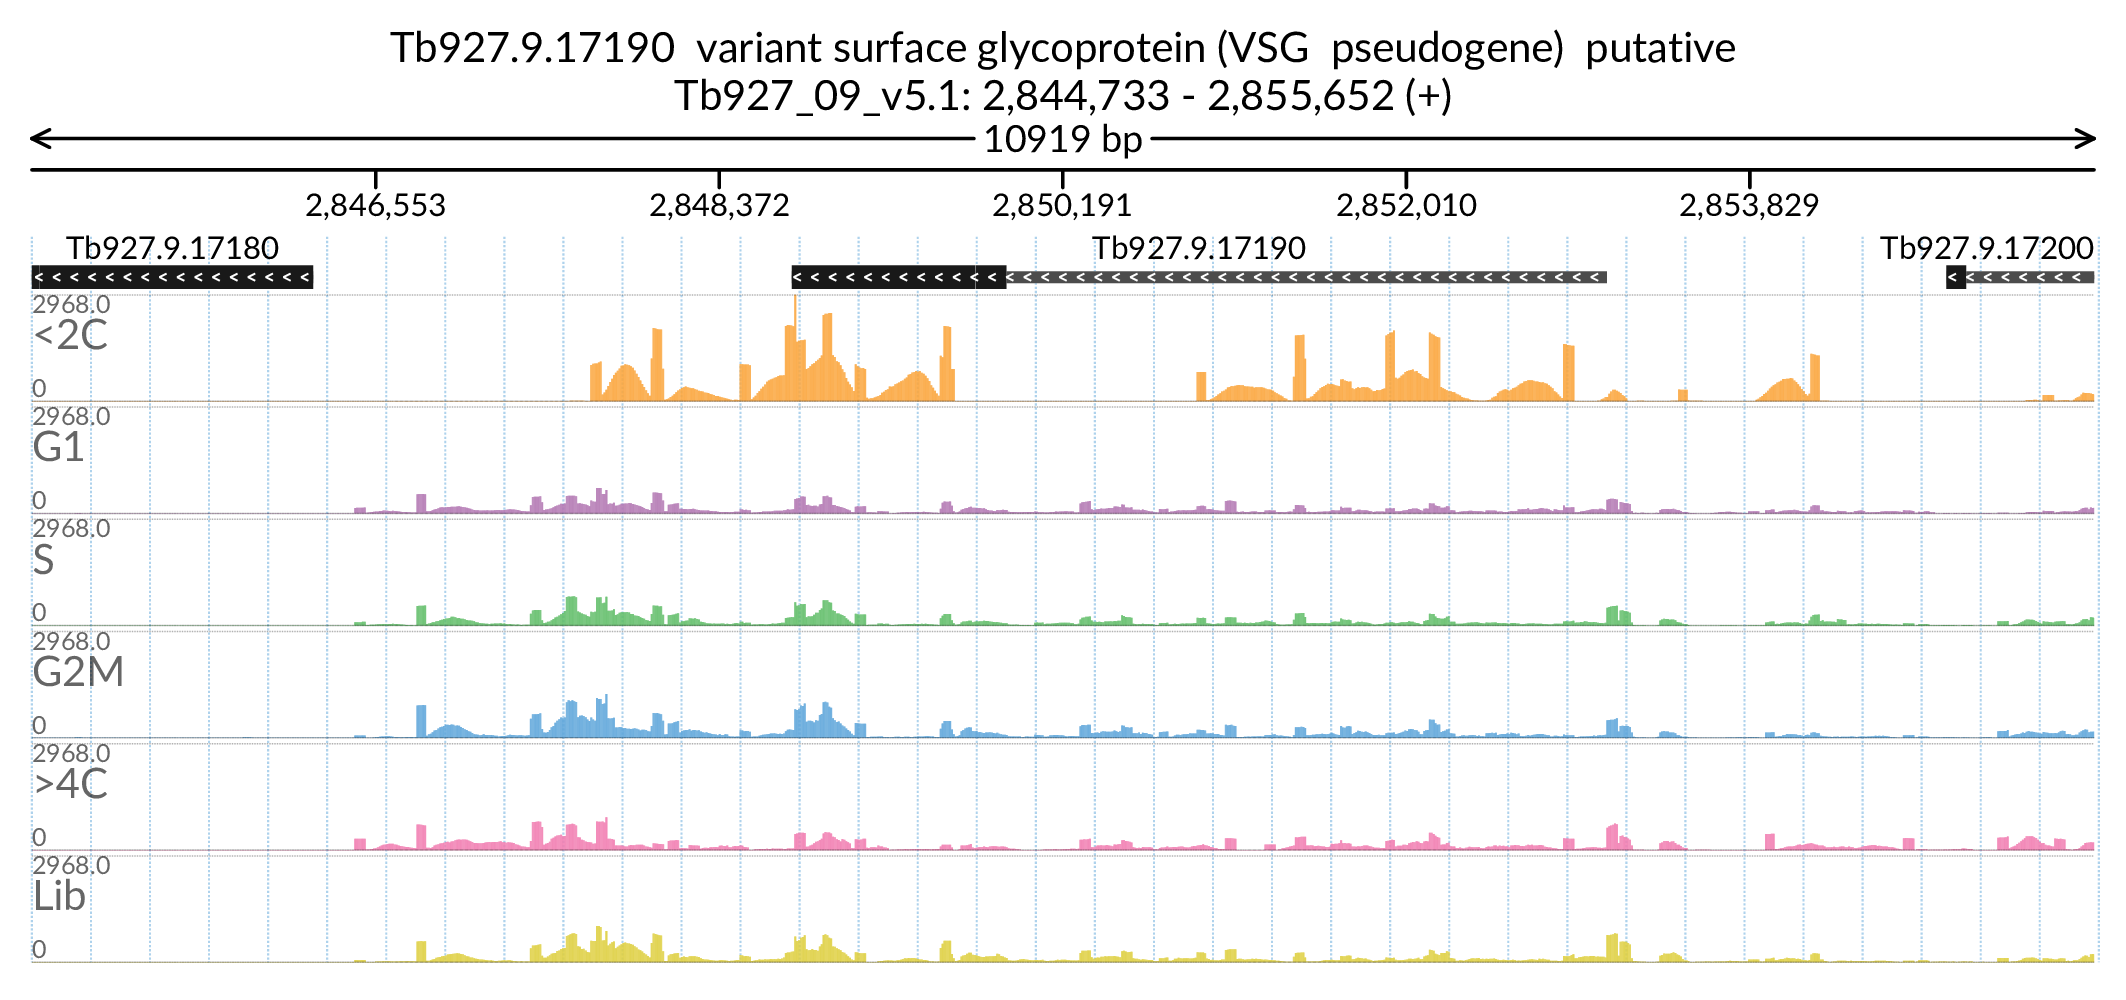 Tb927.9.17190  variant surface glycoprotein (VSG  pseudogene)  putative
Tb927_09_v5.1: 2,844,733 - 2,855,652 (+)
10919 bp
2,846,553 2,848,372 2,850,191 2,852,010 2,853,829
Tb927.9.17180 Tb927.9.17190 Tb927.9.17200
2968.0
<2C
0
2968.0
G1
0
2968.0
S
0
2968.0
G2M
0
2968.0
>4C
0
2968.0
Lib
0